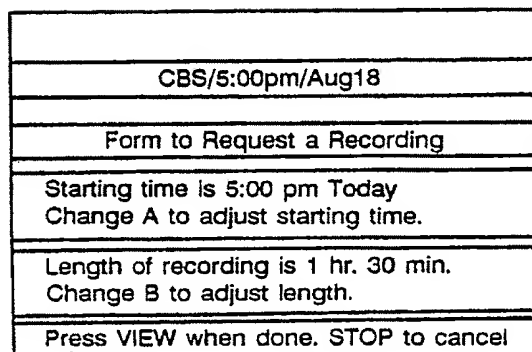 CBS/5:00pm/Aug18
Form to Request a Recording
Starting time is 5:00 pm Today
Change A to adjust starting time.
Length of recording is 1 hr. 30 min.
Change B to adjust length.
Press VIEW when done. STOP to cancel